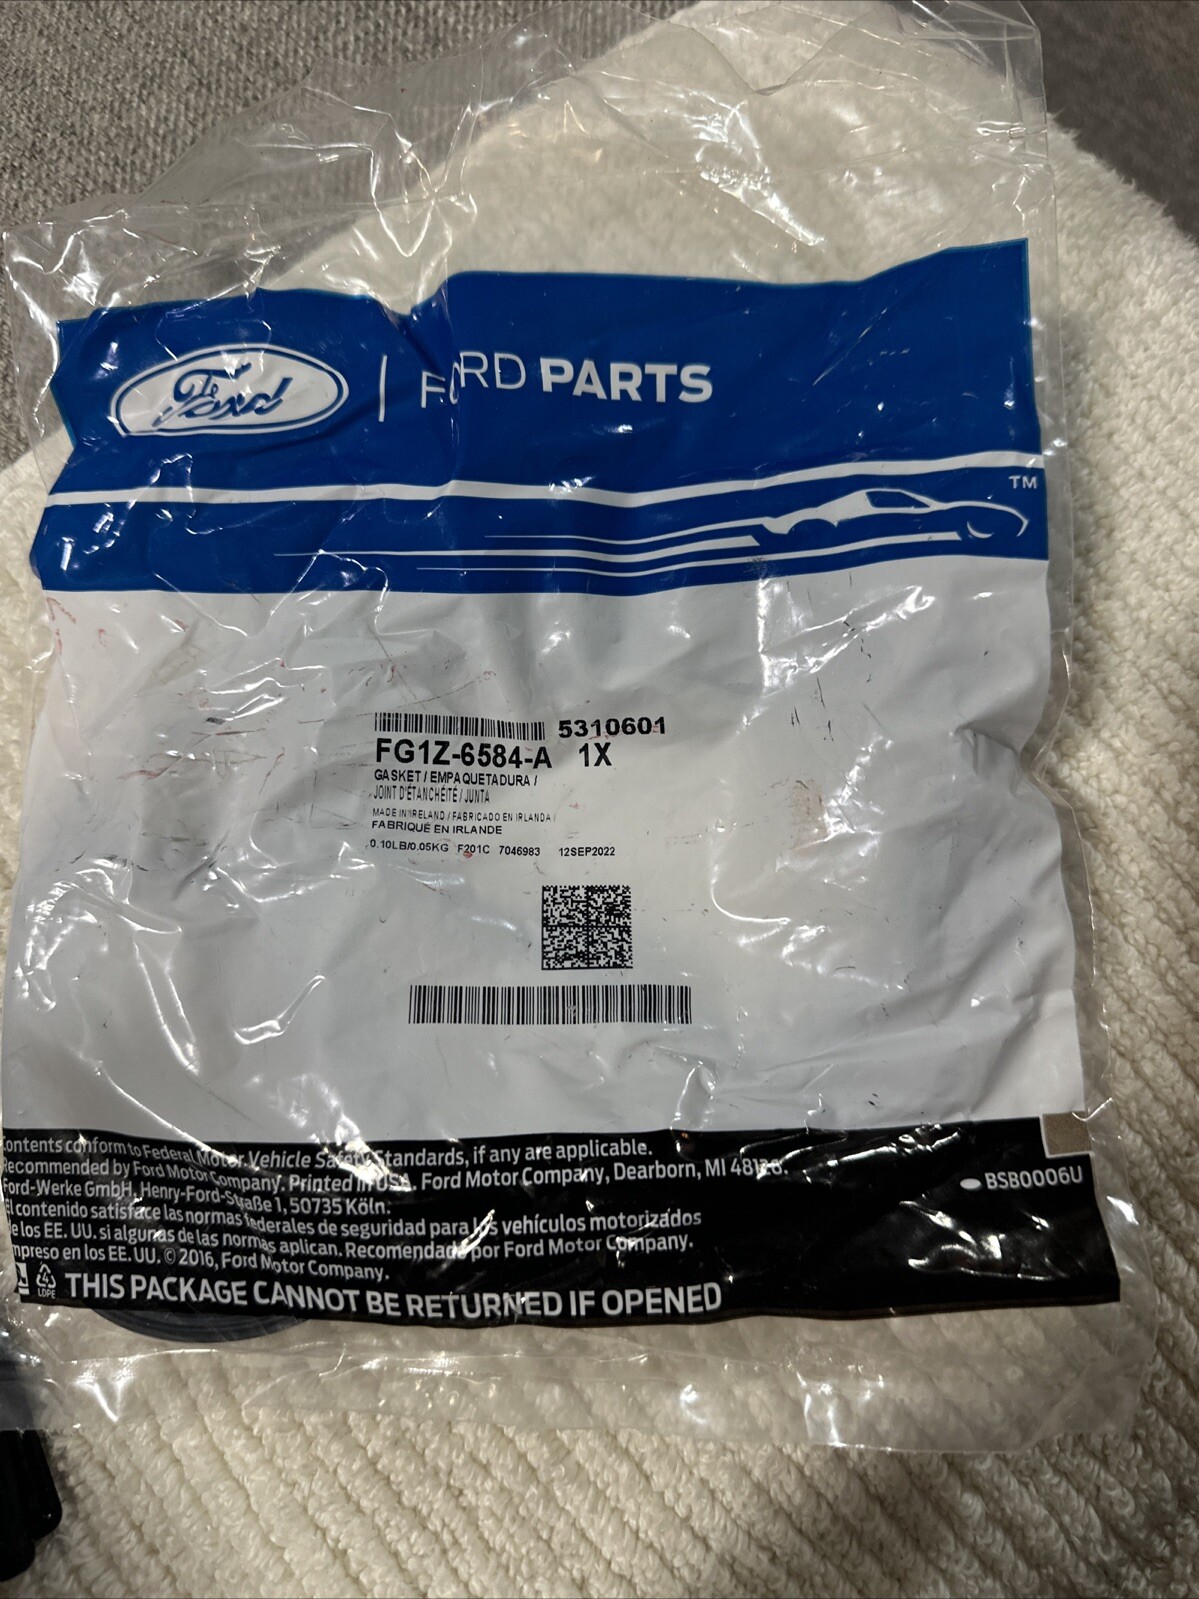 Ford | FORD PARTS
TM
5310601
FG1Z-6584-A 1X
GASKET / EMPAQUETADURA /
JOINT D'ÉTANCHÉITÉ / JUNTA
MADE IN IRELAND / FABRICADO EN IRLANDA /
FABRIQUÉ EN IRLANDE
0.10LB/0.05KG F201C 7046983 12SEP2022
ontents conform to Federal Motor Vehicle Safety Standards, if any are applicable.
ecommended by Ford Motor Company. Printed in USA. Ford Motor Company, Dearborn, MI 48126.
BSB0006U
Ford-Werke GmbH, Henry-Ford-Straße 1, 50735 Köln.
El contenido satisface las normas federales de seguridad para los vehículos motorizados
e los EE. UU. si algunas de las normas aplican. Recomendado por Ford Motor Company.
mpreso en los EE. UU. © 2016, Ford Motor Company.
4
LDPE
THIS PACKAGE CANNOT BE RETURNED IF OPENED